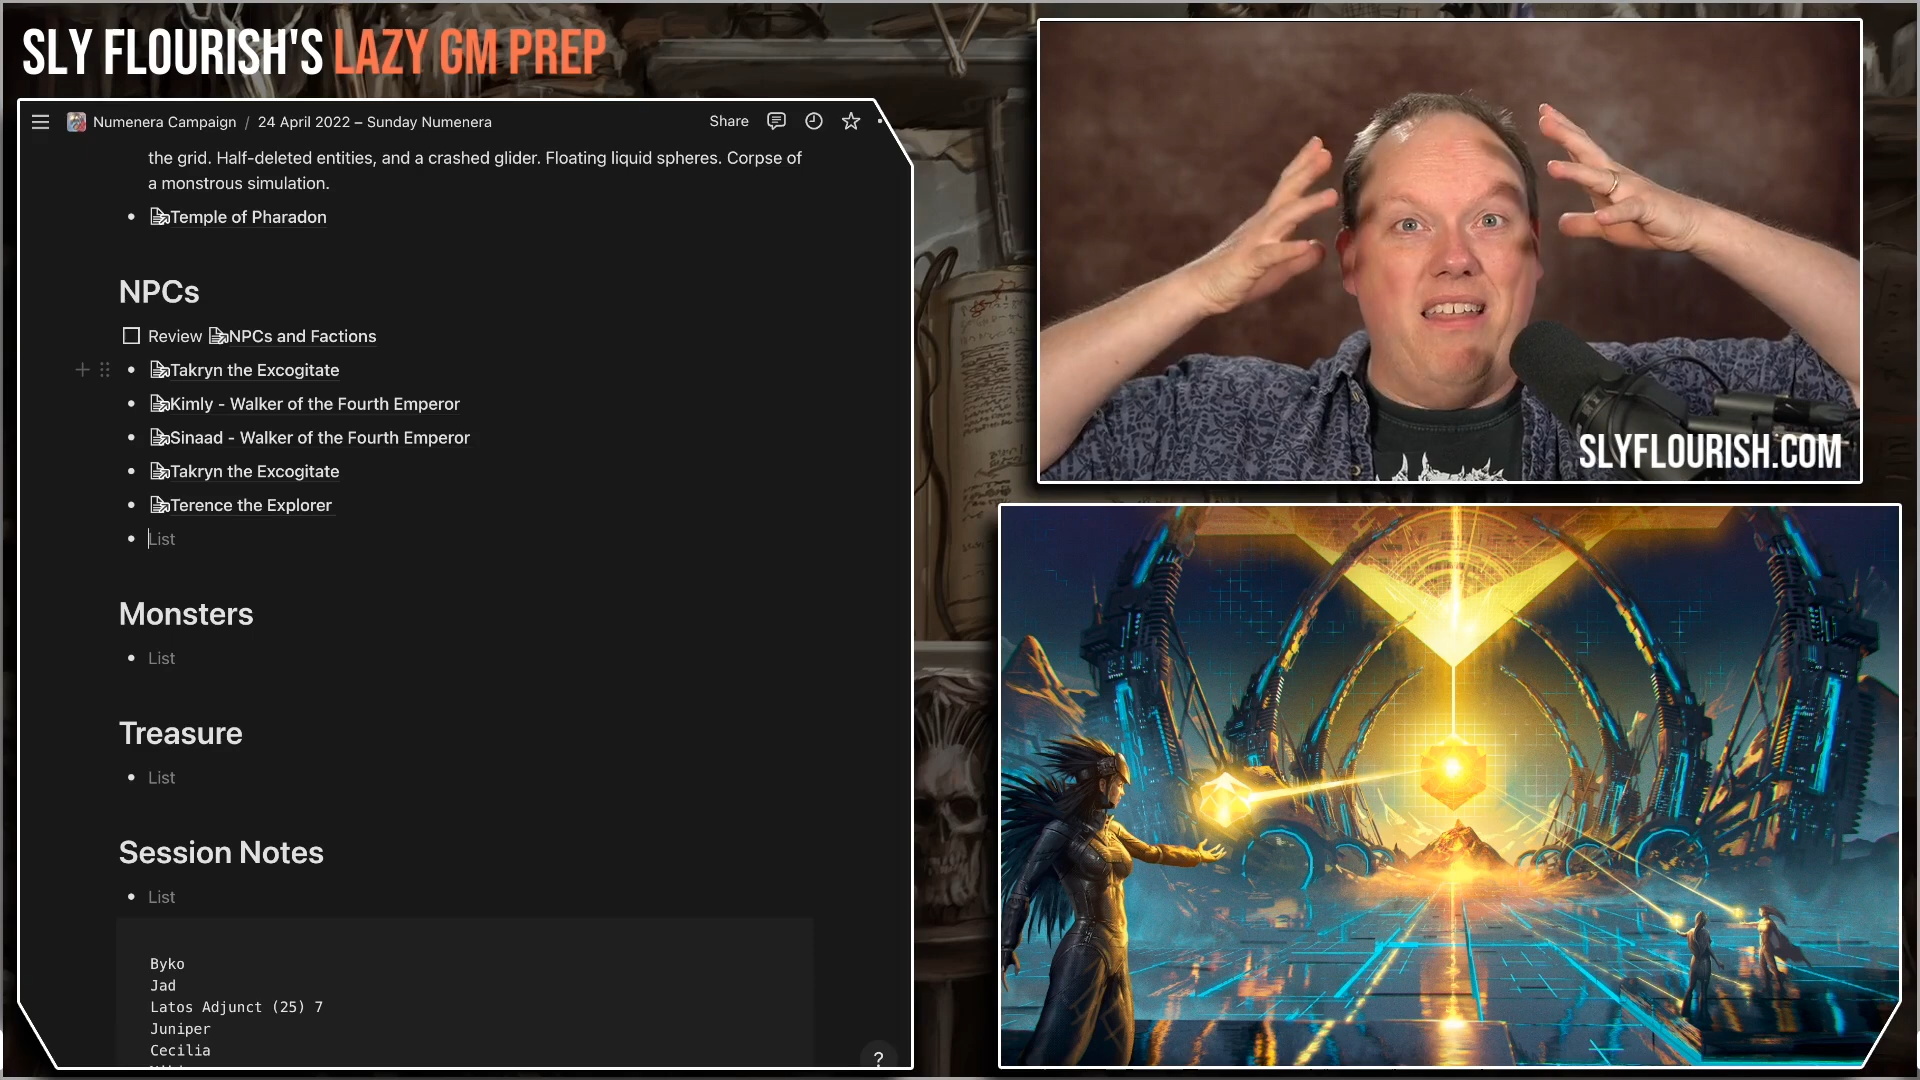 SLY FLOURISH'S LAZY GM PREP
Numenera Campaign / 24 April 2022 – Sunday Numenera
Share
the grid. Half-deleted entities, and a crashed glider. Floating liquid spheres. Corpse of
a monstrous simulation.
Temple of Pharadon
NPCs
Review NPCs and Factions
Takryn the Excogitate
Kimly - Walker of the Fourth Emperor
Sinaad - Walker of the Fourth Emperor
Takryn the Excogitate
Terence the Explorer
List
Monsters
List
Treasure
List
Session Notes
List
Byko
Jad
Latos Adjunct (25) 7
Juniper
Cecilia
?
SLYFLOURISH.COM